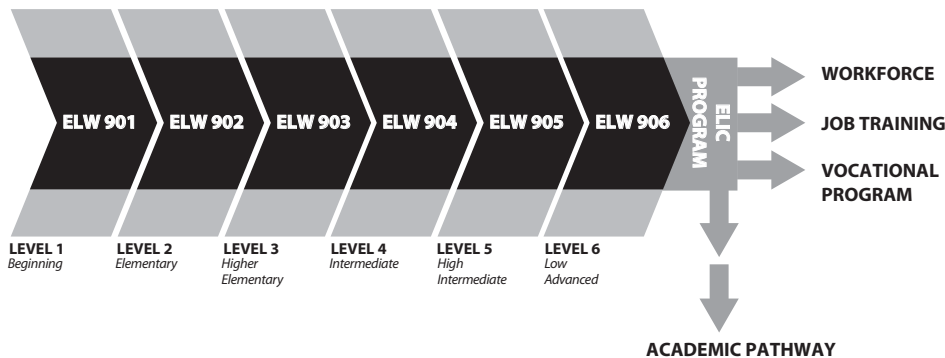 ELW 901
ELW 902
ELW 903
ELW 904
ELW 905
ELW 906
ELIC
PROGRAM
WORKFORCE
JOB TRAINING
VOCATIONAL
PROGRAM
LEVEL 1
Beginning
LEVEL 2
Elementary
LEVEL 3
Higher
Elementary
LEVEL 4
Intermediate
LEVEL 5
High
Intermediate
LEVEL 6
Low
Advanced
ACADEMIC PATHWAY